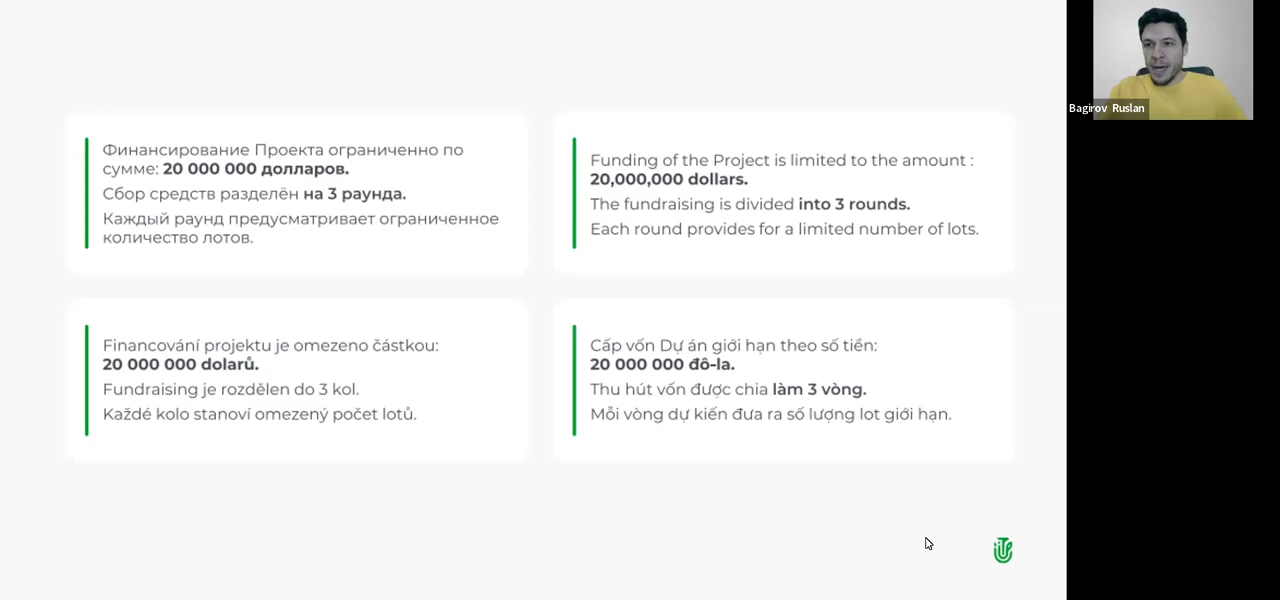 Финансирование Проекта ограниченно по
сумме: 20 000 000 долларов.
Сбор средств разделён на 3 раунда.
Каждый раунд предусматривает ограниченное
количество лотов.
Funding of the Project is limited to the amount :
20,000,000 dollars.
The fundraising is divided into 3 rounds.
Each round provides for a limited number of lots.
Financování projektu je omezeno částkou:
20 000 000 dolarů.
Fundraising je rozdělen do 3 kol.
Každé kolo stanoví omezený počet lotů.
Cấp vốn Dự án giới hạn theo số tiền:
20 000 000 đô-la.
Thu hút vốn được chia làm 3 vòng.
Mỗi vòng dự kiến đưa ra số lượng lot giới hạn.
Bagirov Ruslan